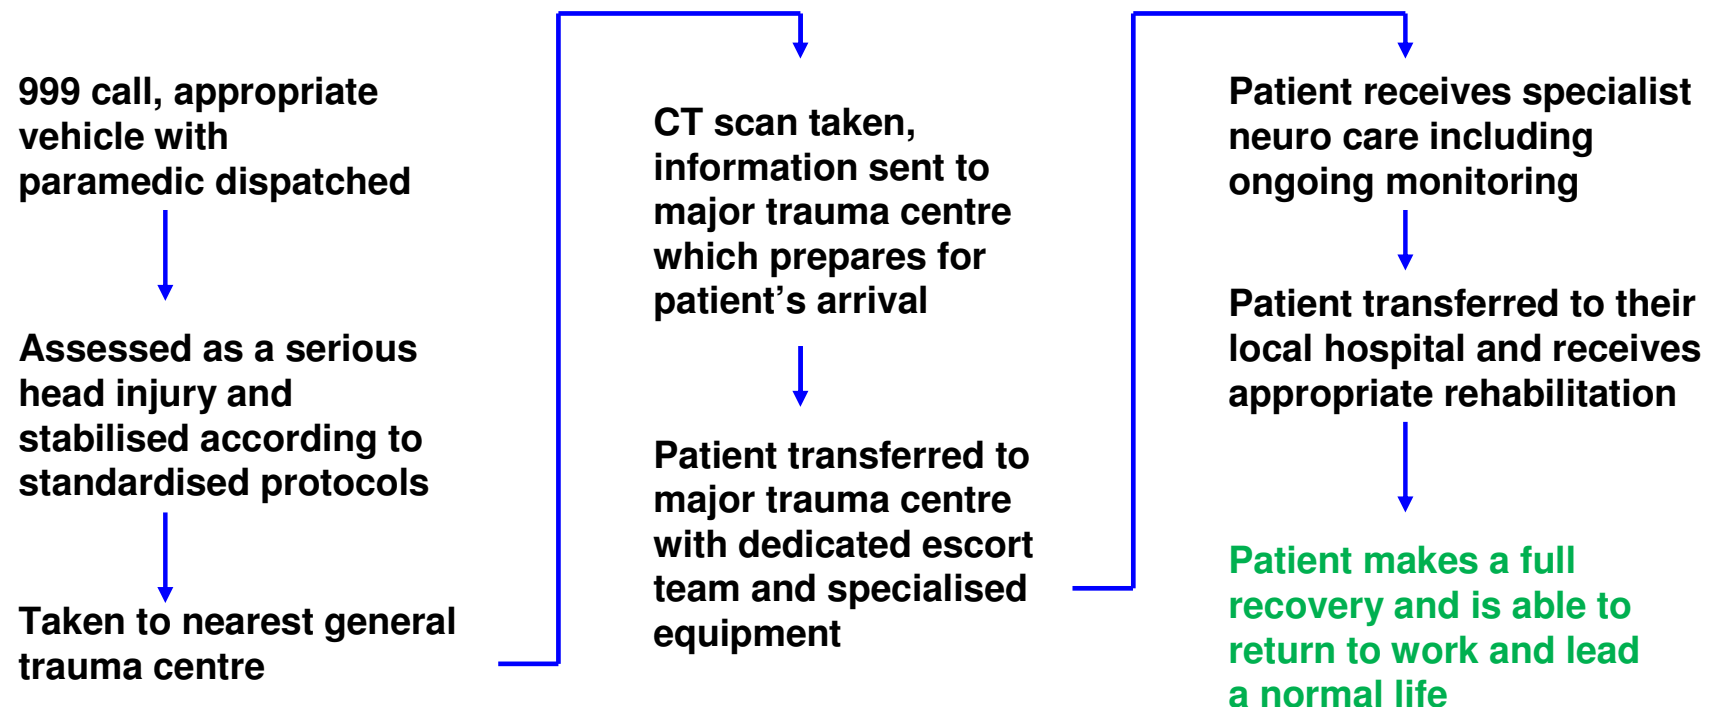 999 call, appropriate
vehicle with
paramedic dispatched
Assessed as a serious
head injury and
stabilised according to
standardised protocols
Taken to nearest general
trauma centre
CT scan taken,
information sent to
major trauma centre
which prepares for
patient’s arrival
Patient transferred to
major trauma centre
with dedicated escort
team and specialised
equipment
Patient receives specialist
neuro care including
ongoing monitoring
Patient transferred to their
local hospital and receives
appropriate rehabilitation
Patient makes a full
recovery and is able to
return to work and lead
a normal life